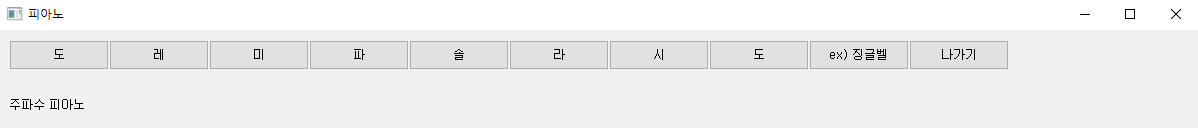 피아노
도 레 미 파 솔 라 시 도 ex) 징글벨 나가기
주파수 피아노